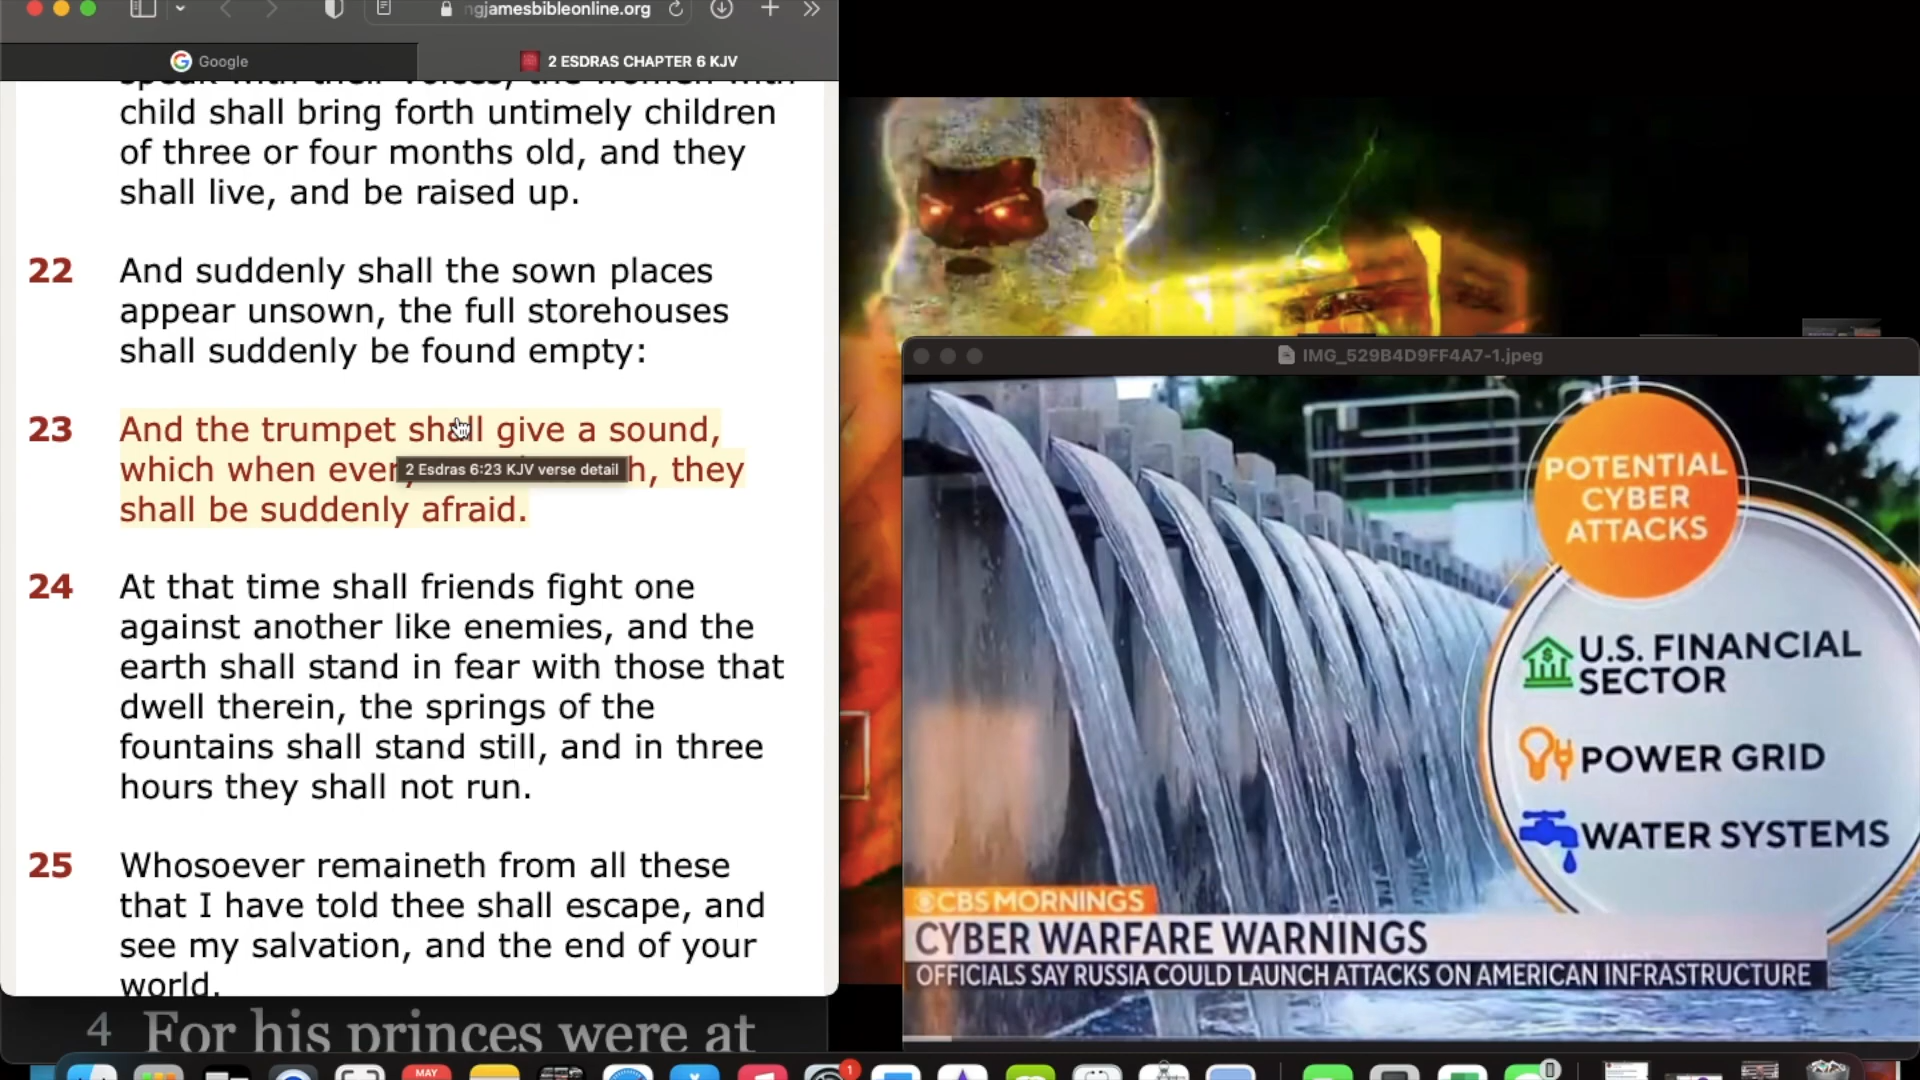 ngjamesbibleonline.org
Google
2 ESDRAS CHAPTER 6 KJV
speak with their voices, the women with
child shall bring forth untimely children
of three or four months old, and they
shall live, and be raised up.
22 And suddenly shall the sown places
appear unsown, the full storehouses
shall suddenly be found empty:
23 And the trumpet shall give a sound,
which when ever h, they
2 Esdras 6:23 KJV verse detail
shall be suddenly afraid.
24 At that time shall friends fight one
against another like enemies, and the
earth shall stand in fear with those that
dwell therein, the springs of the
fountains shall stand still, and in three
hours they shall not run.
25 Whosoever remaineth from all these
that I have told thee shall escape, and
see my salvation, and the end of your
world.
4 For his princes were at
IMG_529B4D9FF4A7-1.jpeg
POTENTIAL
CYBER
ATTACKS
U.S. FINANCIAL
SECTOR
POWER GRID
WATER SYSTEMS
CBS MORNINGS
CYBER WARFARE WARNINGS
OFFICIALS SAY RUSSIA COULD LAUNCH ATTACKS ON AMERICAN INFRASTRUCTURE
MAY
1